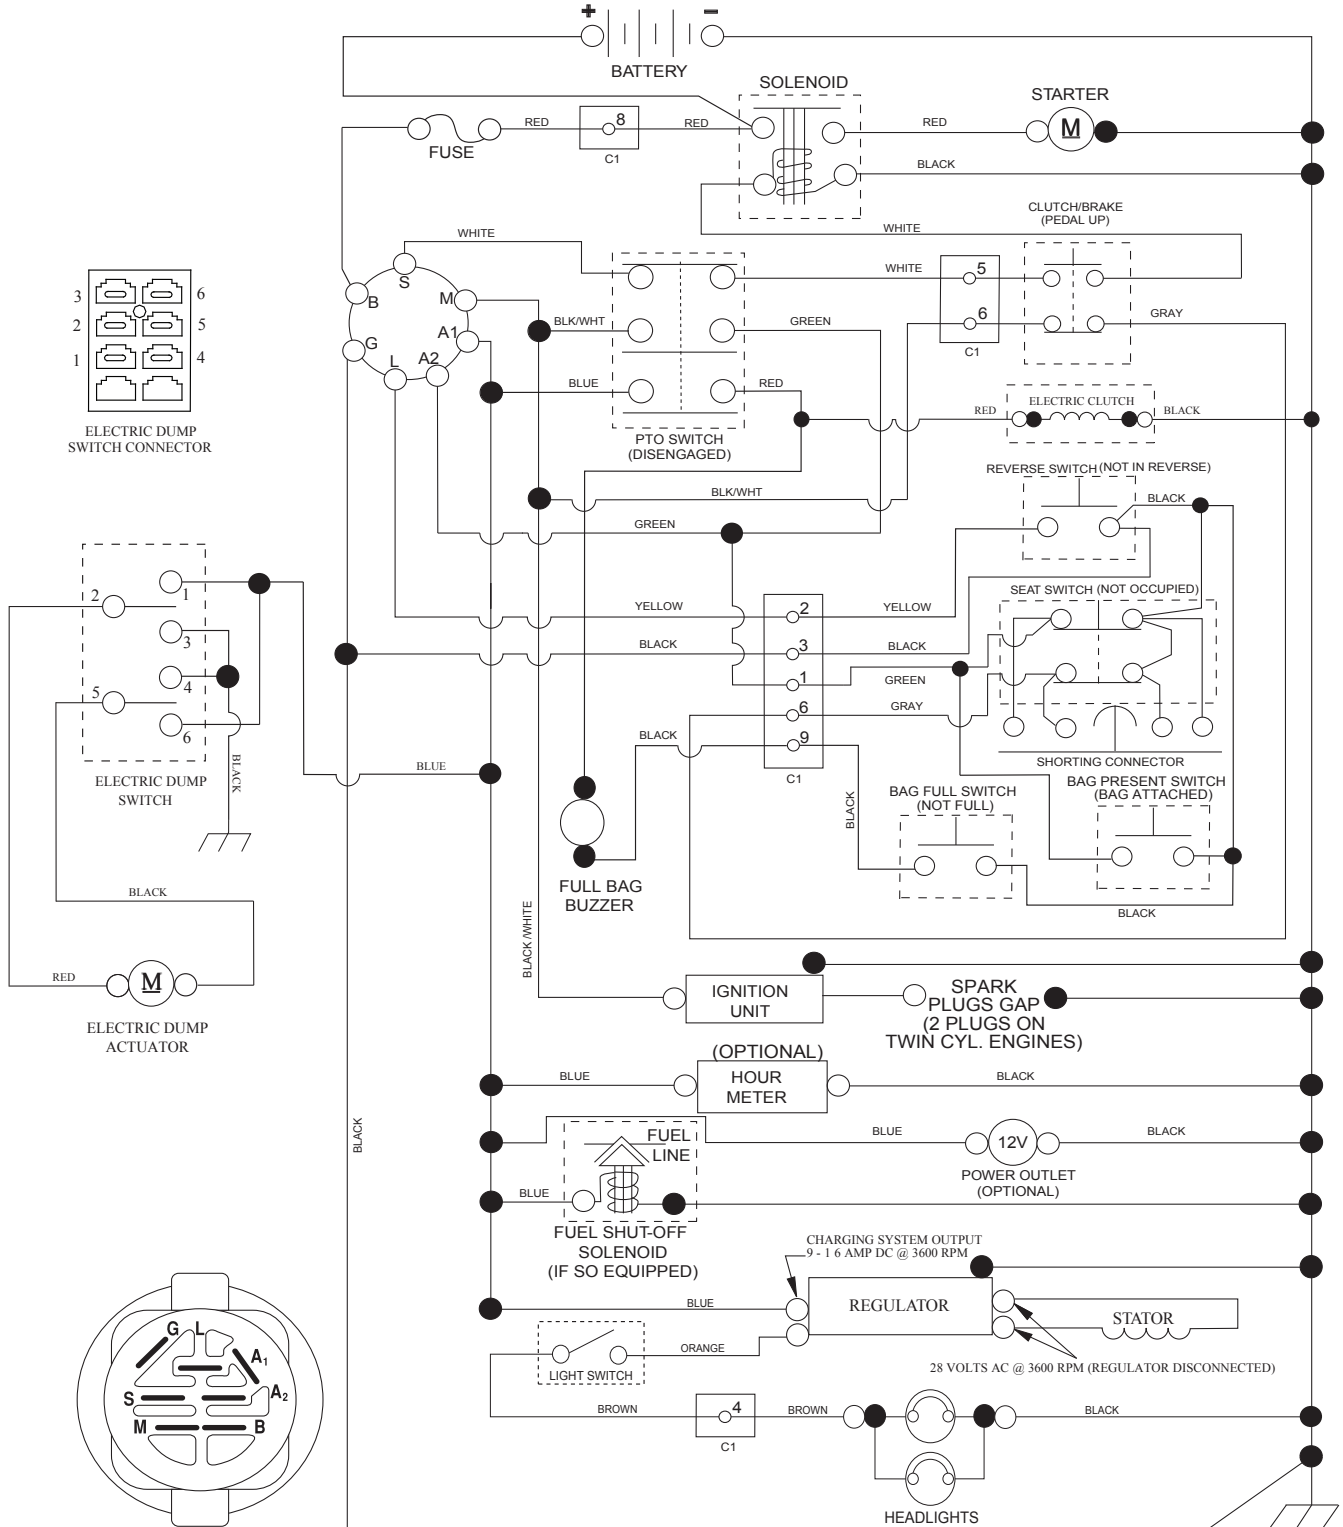 + –
BATTERY
SOLENOID
STARTER
RED
8
RED
RED
M
FUSE
C1
BLACK
CLUTCH/BRAKE
(PEDAL UP)
WHITE
WHITE
S
B
M
A1
G
L
A2
WHITE
5
BLK/WHT
GREEN
6
GRAY
C1
BLUE
RED
PTO SWITCH
(DISENGAGED)
RED
ELECTRIC CLUTCH
BLACK
3
6
2
5
1
4
ELECTRIC DUMP
SWITCH CONNECTOR
REVERSE SWITCH (NOT IN REVERSE)
BLACK
BLK/WHT
GREEN
SEAT SWITCH (NOT OCCUPIED)
YELLOW
2
YELLOW
BLACK
3
BLACK
1
GREEN
6
GRAY
BLACK
9
C1
SHORTING CONNECTOR
1
2
3
4
5
6
BLACK
ELECTRIC DUMP
SWITCH
BLUE
BAG FULL SWITCH
(NOT FULL)
BAG PRESENT SWITCH
(BAG ATTACHED)
BLACK
BLACK
FULL BAG
BUZZER
BLACK
RED
M
ELECTRIC DUMP
ACTUATOR
BLACK /WHITE
IGNITION
UNIT
SPARK
PLUGS GAP
(2 PLUGS ON
TWIN CYL. ENGINES)
(OPTIONAL)
BLUE
HOUR
METER
BLACK
BLACK
FUEL
LINE
BLUE
12V
BLACK
POWER OUTLET
(OPTIONAL)
BLUE
FUEL SHUT-OFF
SOLENOID
(IF SO EQUIPPED)
CHARGING SYSTEM OUTPUT
9 - 1 6 AMP DC @ 3600 RPM
BLUE
REGULATOR
STATOR
ORANGE
LIGHT SWITCH
28 VOLTS AC @ 3600 RPM (REGULATOR DISCONNECTED)
BROWN
4
BROWN
BLACK
C1
HEADLIGHTS
G
L
A1
S
A2
M
B